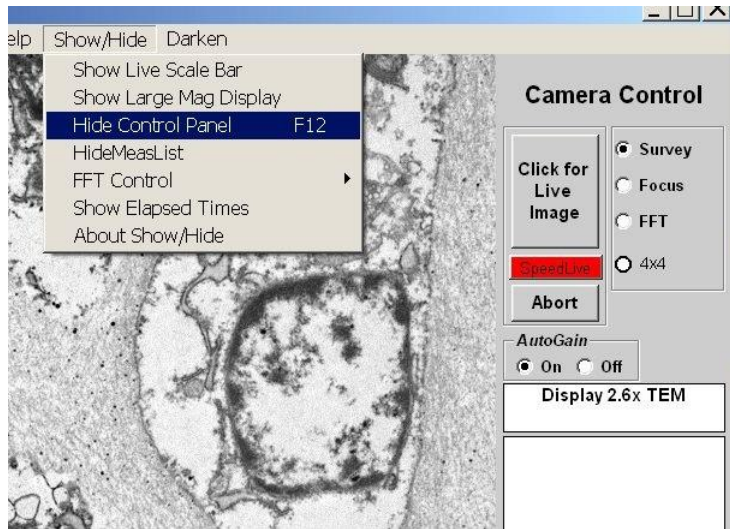 elp Show/Hide Darken
Show Live Scale Bar
Show Large Mag Display
Hide Control Panel F12
HideMeasList
FFT Control
Show Elapsed Times
About Show/Hide
Camera Control
Click for
Live
Image
Survey
Focus
FFT
4x4
SpeedLive
Abort
AutoGain
On Off
Display 2.6x TEM